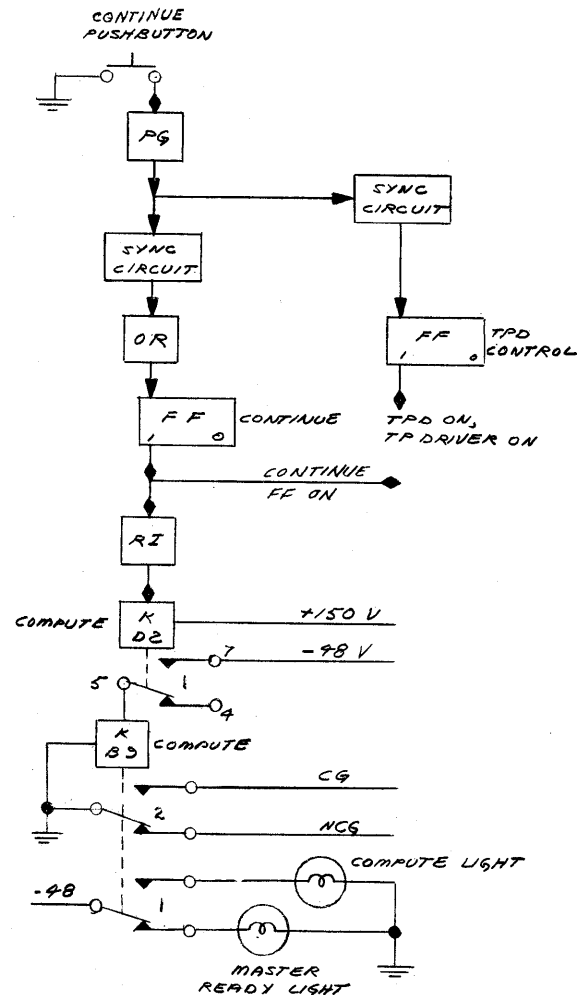 CONTINUE
PUSHBUTTON
PG
SYNC
CIRCUIT
SYNC
CIRCUIT
OR
FF
1 0
TPD
CONTROL
FF
1 0
CONTINUE
TPD ON,
TP DRIVER ON
CONTINUE
FF ON
RI
COMPUTE
K
D2
+150 V
7
-48 V
5
1
4
K
B9
COMPUTE
CG
2
NCG
COMPUTE LIGHT
-48
1
MASTER
READY LIGHT